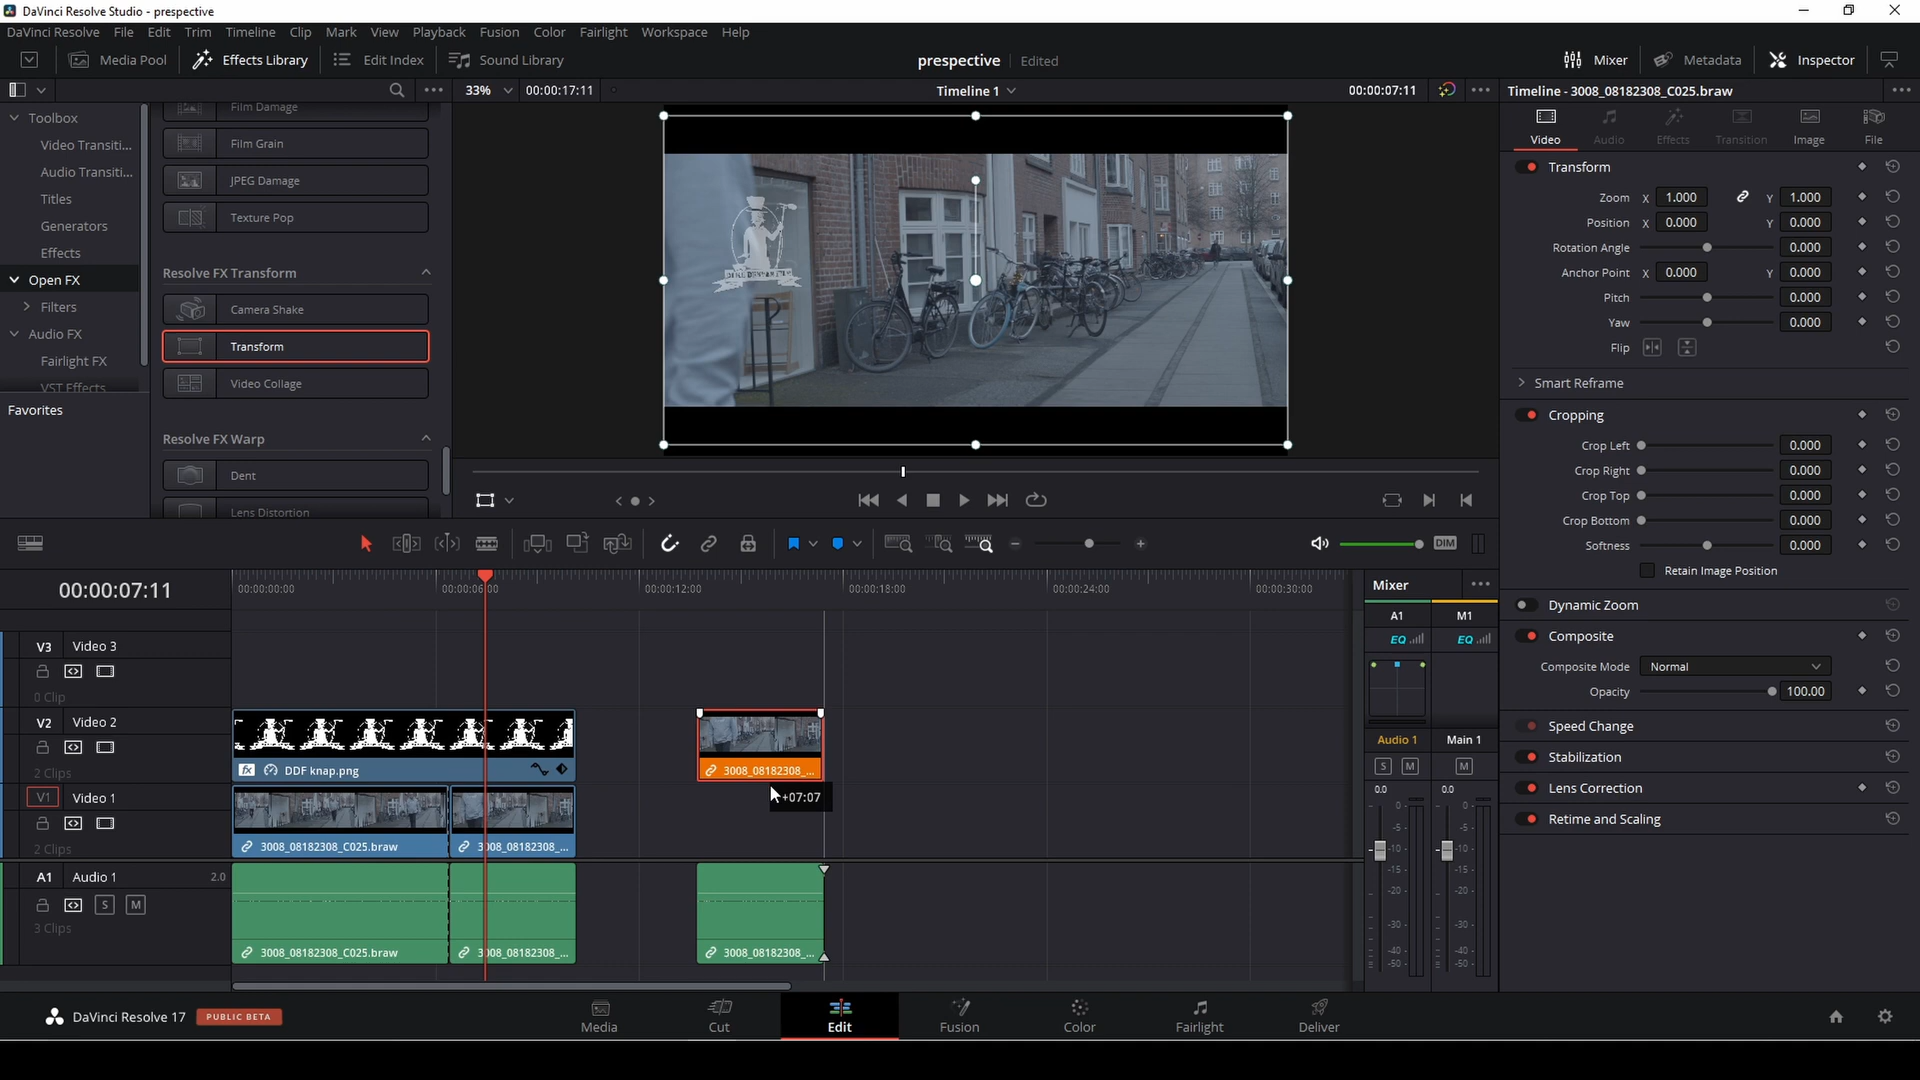 DaVinci Resolve Studio - prespective
DaVinci Resolve File Edit Trim Timeline Clip Mark View Playback Fusion Color Fairlight Workspace Help
Media Pool Effects Library Edit Index Sound Library prespective Edited Mixer Metadata Inspector
33% 00:00:17:11 Timeline 1 00:00:07:11 Timeline - 3008_08182308_C025.braw
Toolbox
Video Transiti...
Audio Transiti...
Titles
Generators
Effects
Open FX
Filters
Audio FX
Fairlight FX
VST Effects
Favorites
Film Damage
Film Grain
JPEG Damage
Texture Pop
Resolve FX Transform
Camera Shake
Transform
Video Collage
Resolve FX Warp
Dent
Lens Distortion
Video Audio Effects Transition Image File
Transform
Zoom X 1.000 Y 1.000
Position X 0.000 Y 0.000
Rotation Angle 0.000
Anchor Point X 0.000 Y 0.000
Pitch 0.000
Yaw 0.000
Flip
Smart Reframe
Cropping
Crop Left 0.000
Crop Right 0.000
Crop Top 0.000
Crop Bottom 0.000
Softness 0.000
Retain Image Position
Dynamic Zoom
Composite
Composite Mode Normal
Opacity 100.00
Speed Change
Stabilization
Lens Correction
Retime and Scaling
DIM
00:00:07:11
00:00:00:00 00:00:06:00 00:00:12:00 00:00:18:00 00:00:24:00 00:00:30:00
V3 Video 3
0 Clip
V2 Video 2
2 Clips
DDF knap.png
3008_08182308_...
+07:07
V1 Video 1
2 Clips
3008_08182308_C025.braw
3008_08182308_...
A1 Audio 1 2.0
S M
3 Clips
3008_08182308_C025.braw
3008_08182308_...
3008_08182308_...
Mixer
A1 M1
EQ EQ
Audio 1 Main 1
S M M
0.0 0.0
-5- -5-
-10- -10-
-15- -15-
-20- -20-
-30- -30-
-40- -40-
-50- -50-
DaVinci Resolve 17 PUBLIC BETA
Media Cut Edit Fusion Color Fairlight Deliver